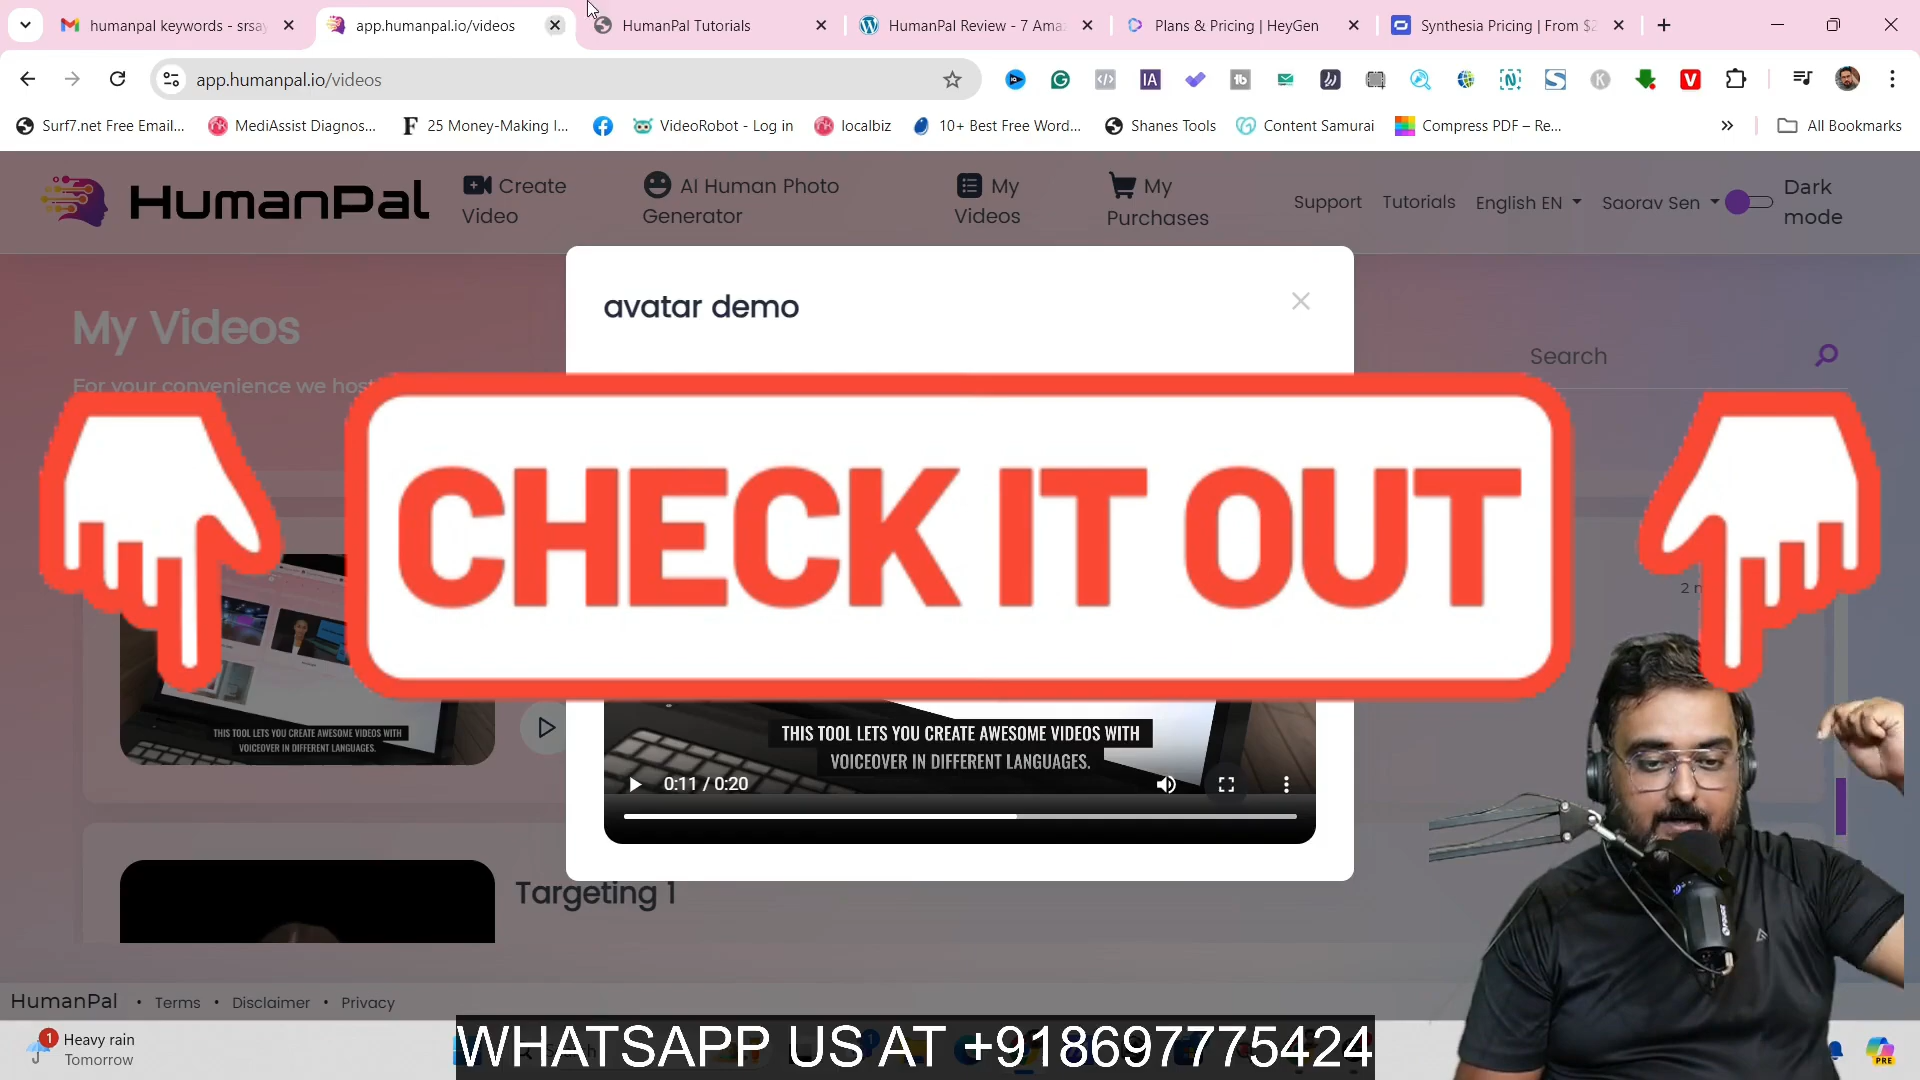 humanpal keywords - srsay
app.humanpal.io/videos
HumanPal Tutorials
HumanPal Review - 7 Amaz
Plans & Pricing | HeyGen
Synthesia Pricing | From $2
app.humanpal.io/videos
Surf7.net Free Email...
MediAssist Diagnos...
25 Money-Making I...
VideoRobot - Log in
localbiz
10+ Best Free Word...
Shanes Tools
Content Samurai
Compress PDF – Re...
All Bookmarks
HumanPal
Create Video
AI Human Photo Generator
My Videos
My Purchases
Support
Tutorials
English EN
Saorav Sen
Dark mode
avatar demo
My Videos
For your convenience we host
Search
CHECK IT OUT
THIS TOOL LETS YOU CREATE AWESOME VIDEOS WITH
VOICEOVER IN DIFFERENT LANGUAGES.
THIS TOOL LETS YOU CREATE AWESOME VIDEOS WITH
VOICEOVER IN DIFFERENT LANGUAGES.
0:11 / 0:20
Targeting 1
HumanPal • Terms • Disclaimer • Privacy
1
Heavy rain
Tomorrow
WHATSAPP US AT +918697775424
PRE